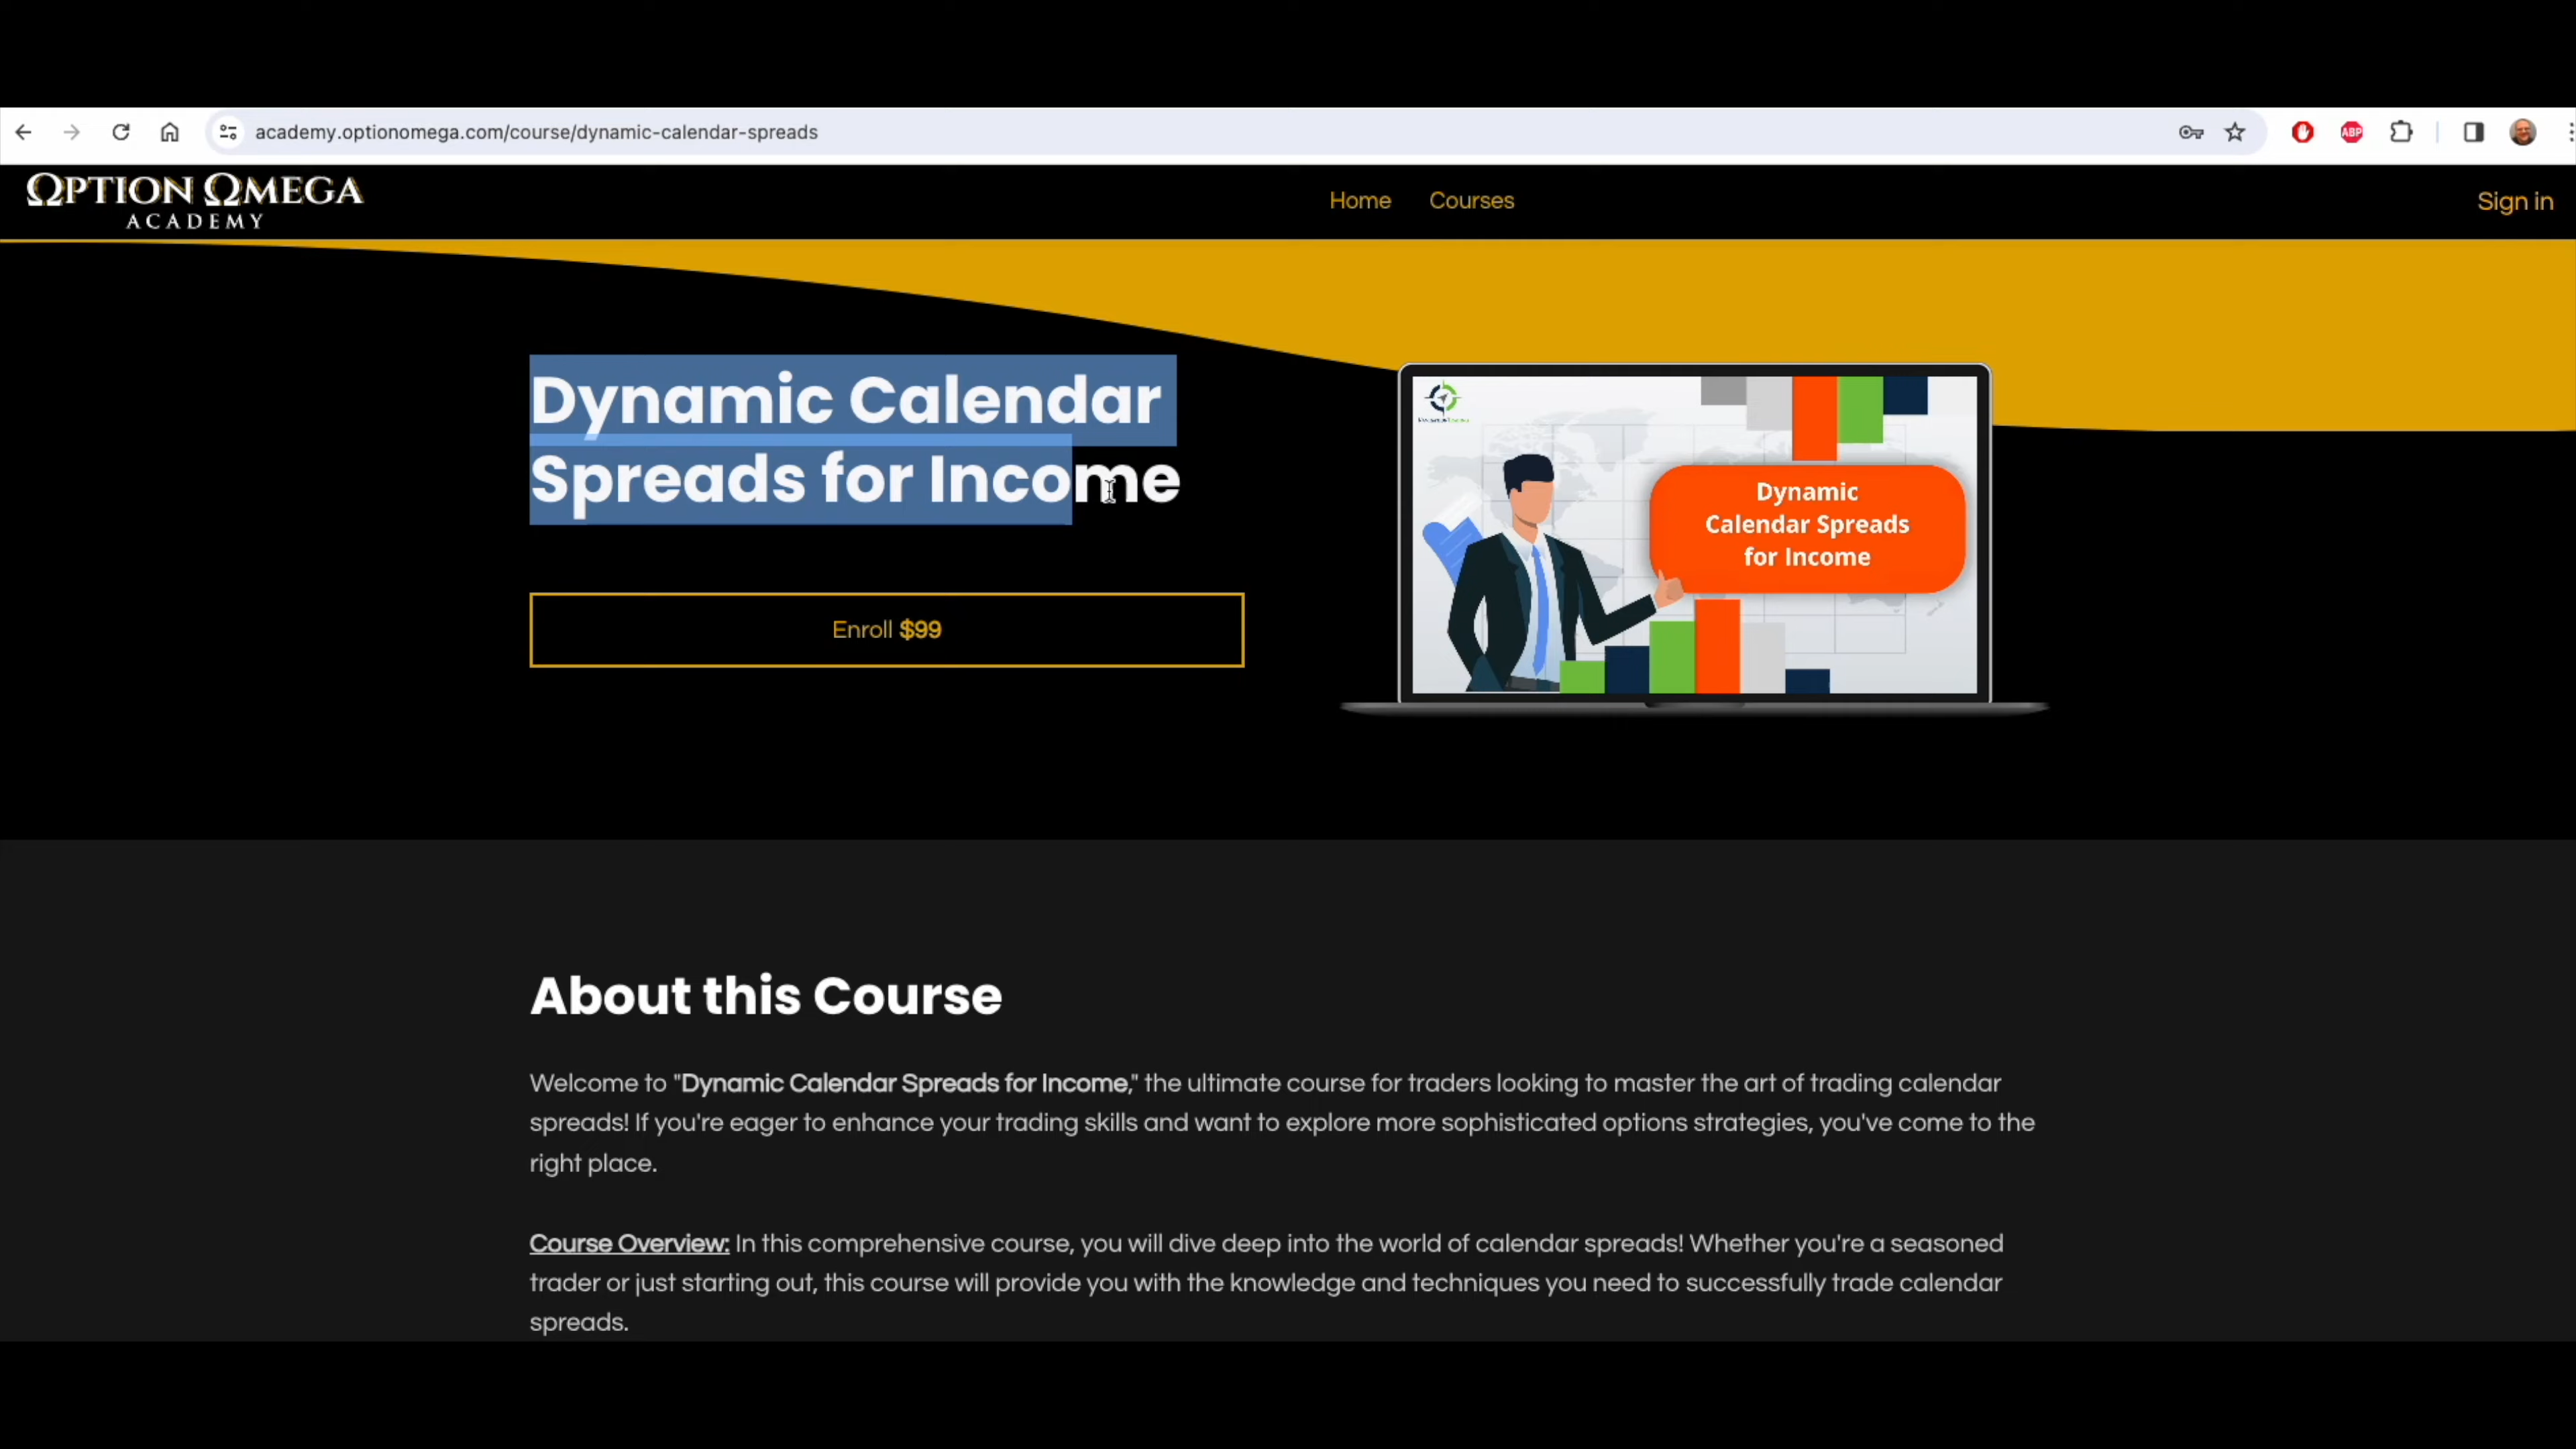 academy.optionomega.com/course/dynamic-calendar-spreads
ABP
ΩPTION ΩMEGA
ACADEMY
Home
Courses
Sign in
Dynamic Calendar
Spreads for Income
Enroll $99
Dynamic
Calendar Spreads
for Income
About this Course
Welcome to "Dynamic Calendar Spreads for Income," the ultimate course for traders looking to master the art of trading calendar
spreads! If you're eager to enhance your trading skills and want to explore more sophisticated options strategies, you've come to the
right place.
Course Overview: In this comprehensive course, you will dive deep into the world of calendar spreads! Whether you're a seasoned
trader or just starting out, this course will provide you with the knowledge and techniques you need to successfully trade calendar
spreads.